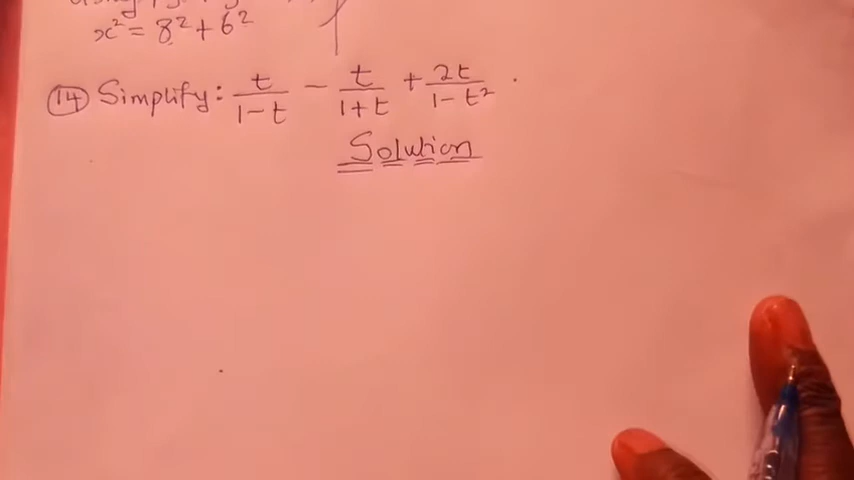 x² = 8² + 6²
14 Simplify: t/(1-t) - t/(1+t) + 2t/(1-t²).
Solution